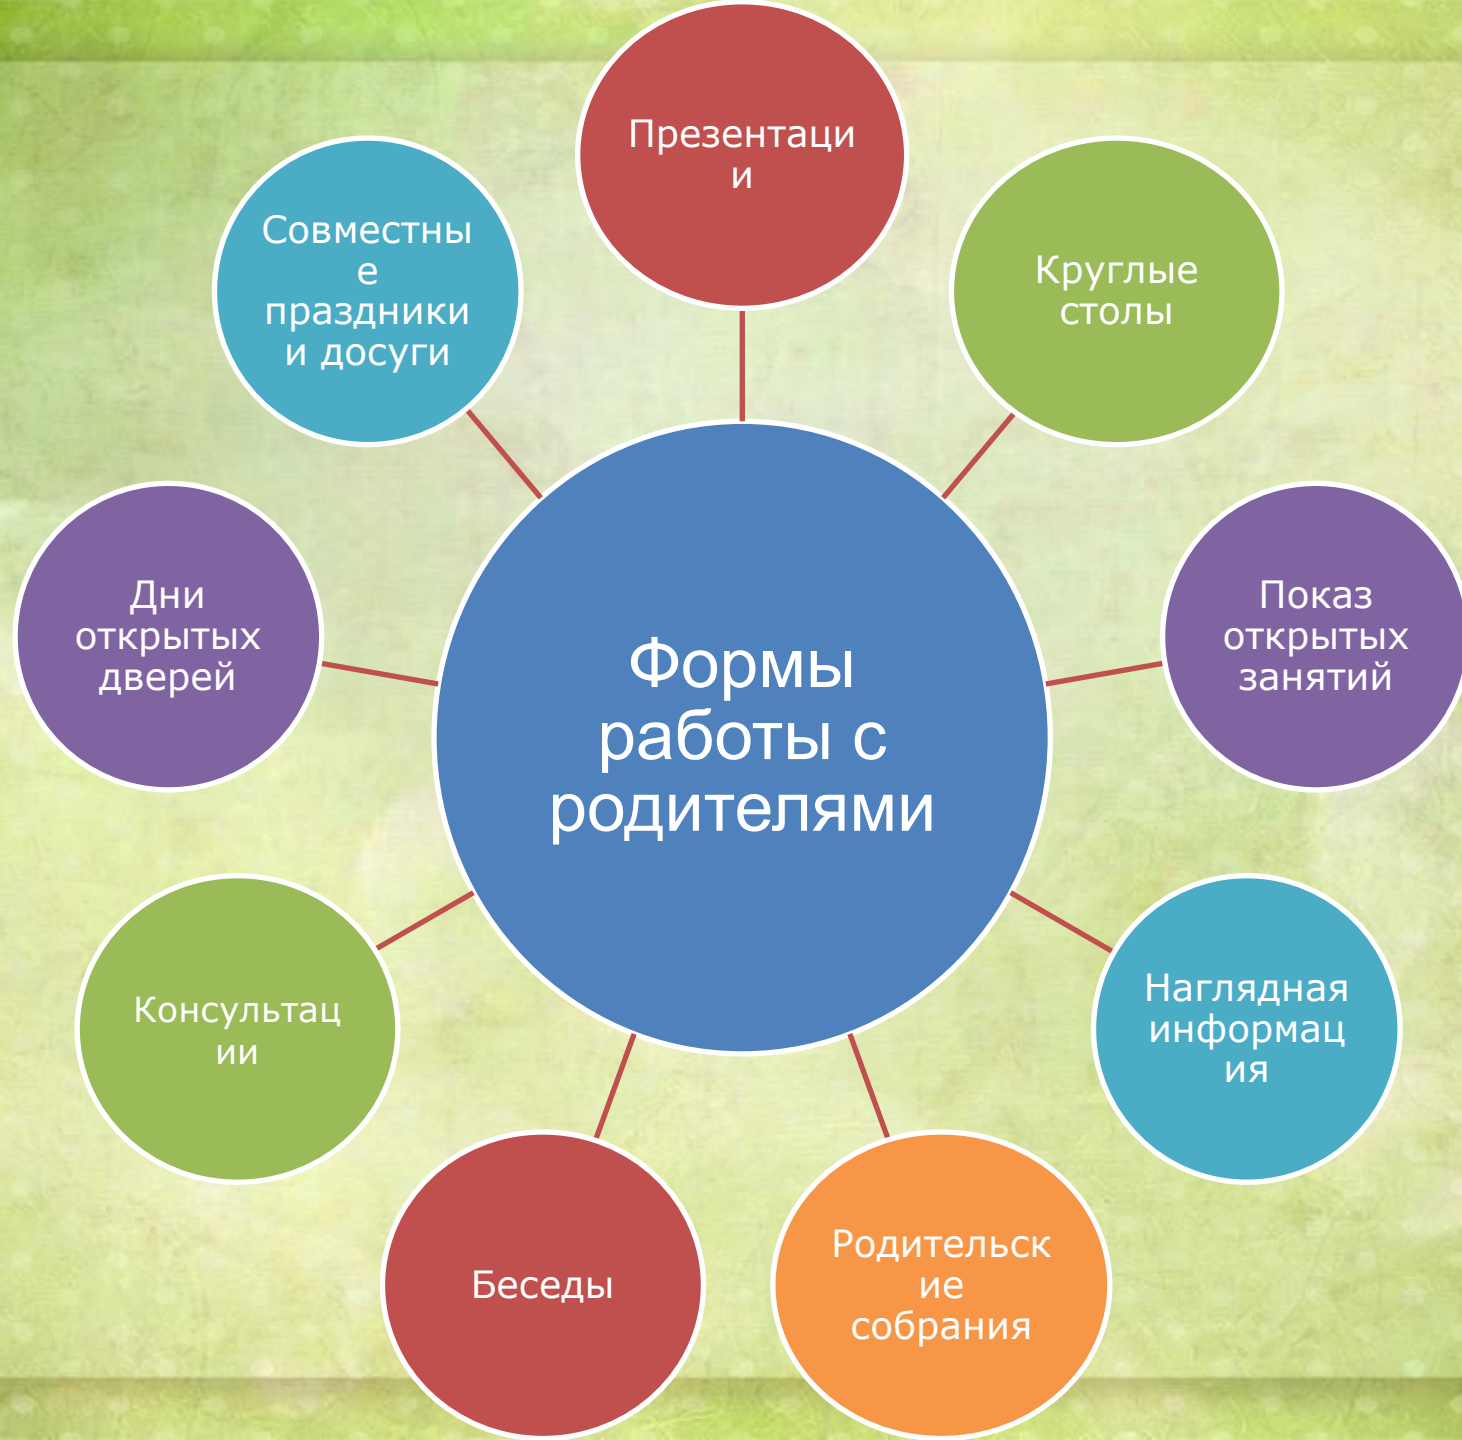 Презентаци
и
Совместны
е
праздники
и досуги
Круглые
столы
Дни
открытых
дверей
Показ
открытых
занятий
Формы
работы с
родителями
Консультац
ии
Наглядная
информац
ия
Беседы
Родительск
ие
собрания